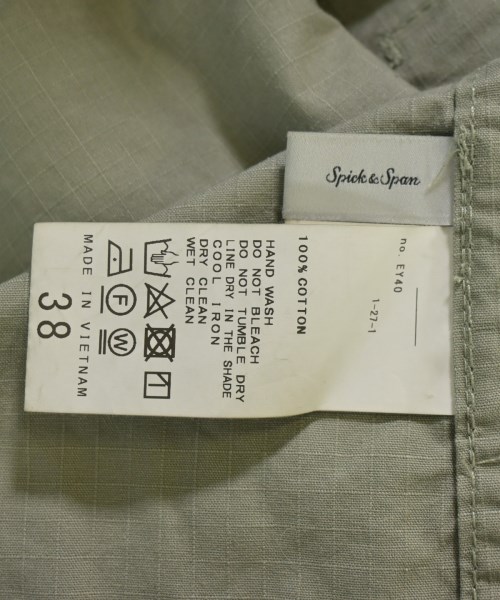 Spick & Span
no. EY40
1-27-1
100% COTTON
HAND WASH
DO NOT BLEACH
DO NOT TUMBLE DRY
LINE DRY IN THE SHADE
COOL IRON
DRY CLEAN
WET CLEAN
F W
MADE IN VIETNAM
38